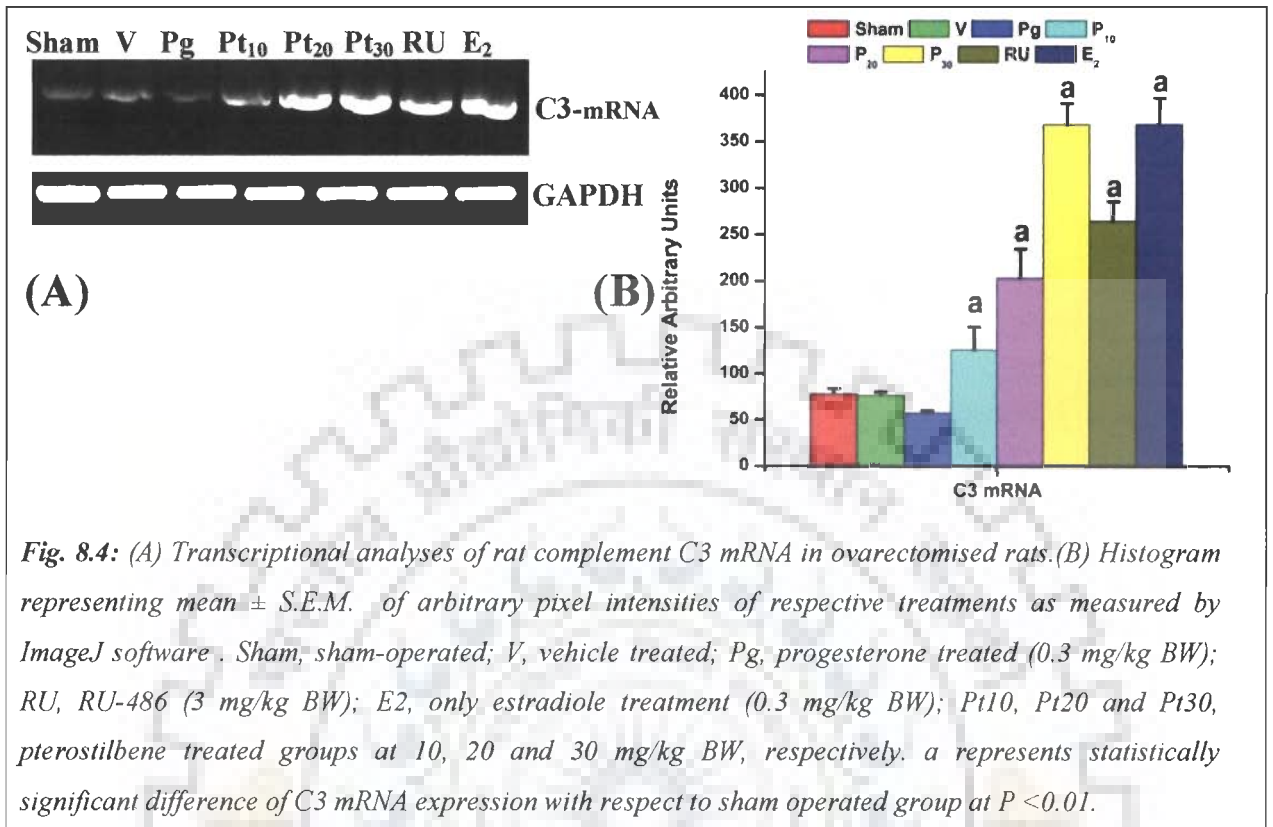 Sham V Pg Pt10 Pt20 Pt30 RU E2
C3-mRNA
GAPDH
(A)
Sham V Pg P10
P20 P30 RU E2
400
350
300
250
200
150
100
50
0
Relative Arbitrary Units
a
a
a
a
a
C3 mRNA
(B)
Fig. 8.4: (A) Transcriptional analyses of rat complement C3 mRNA in ovarectomised rats.(B) Histogram
representing mean ± S.E.M. of arbitrary pixel intensities of respective treatments as measured by
ImageJ software . Sham, sham-operated; V, vehicle treated; Pg, progesterone treated (0.3 mg/kg BW);
RU, RU-486 (3 mg/kg BW); E2, only estradiole treatment (0.3 mg/kg BW); Pt10, Pt20 and Pt30,
pterostilbene treated groups at 10, 20 and 30 mg/kg BW, respectively. a represents statistically
significant difference of C3 mRNA expression with respect to sham operated group at P <0.01.